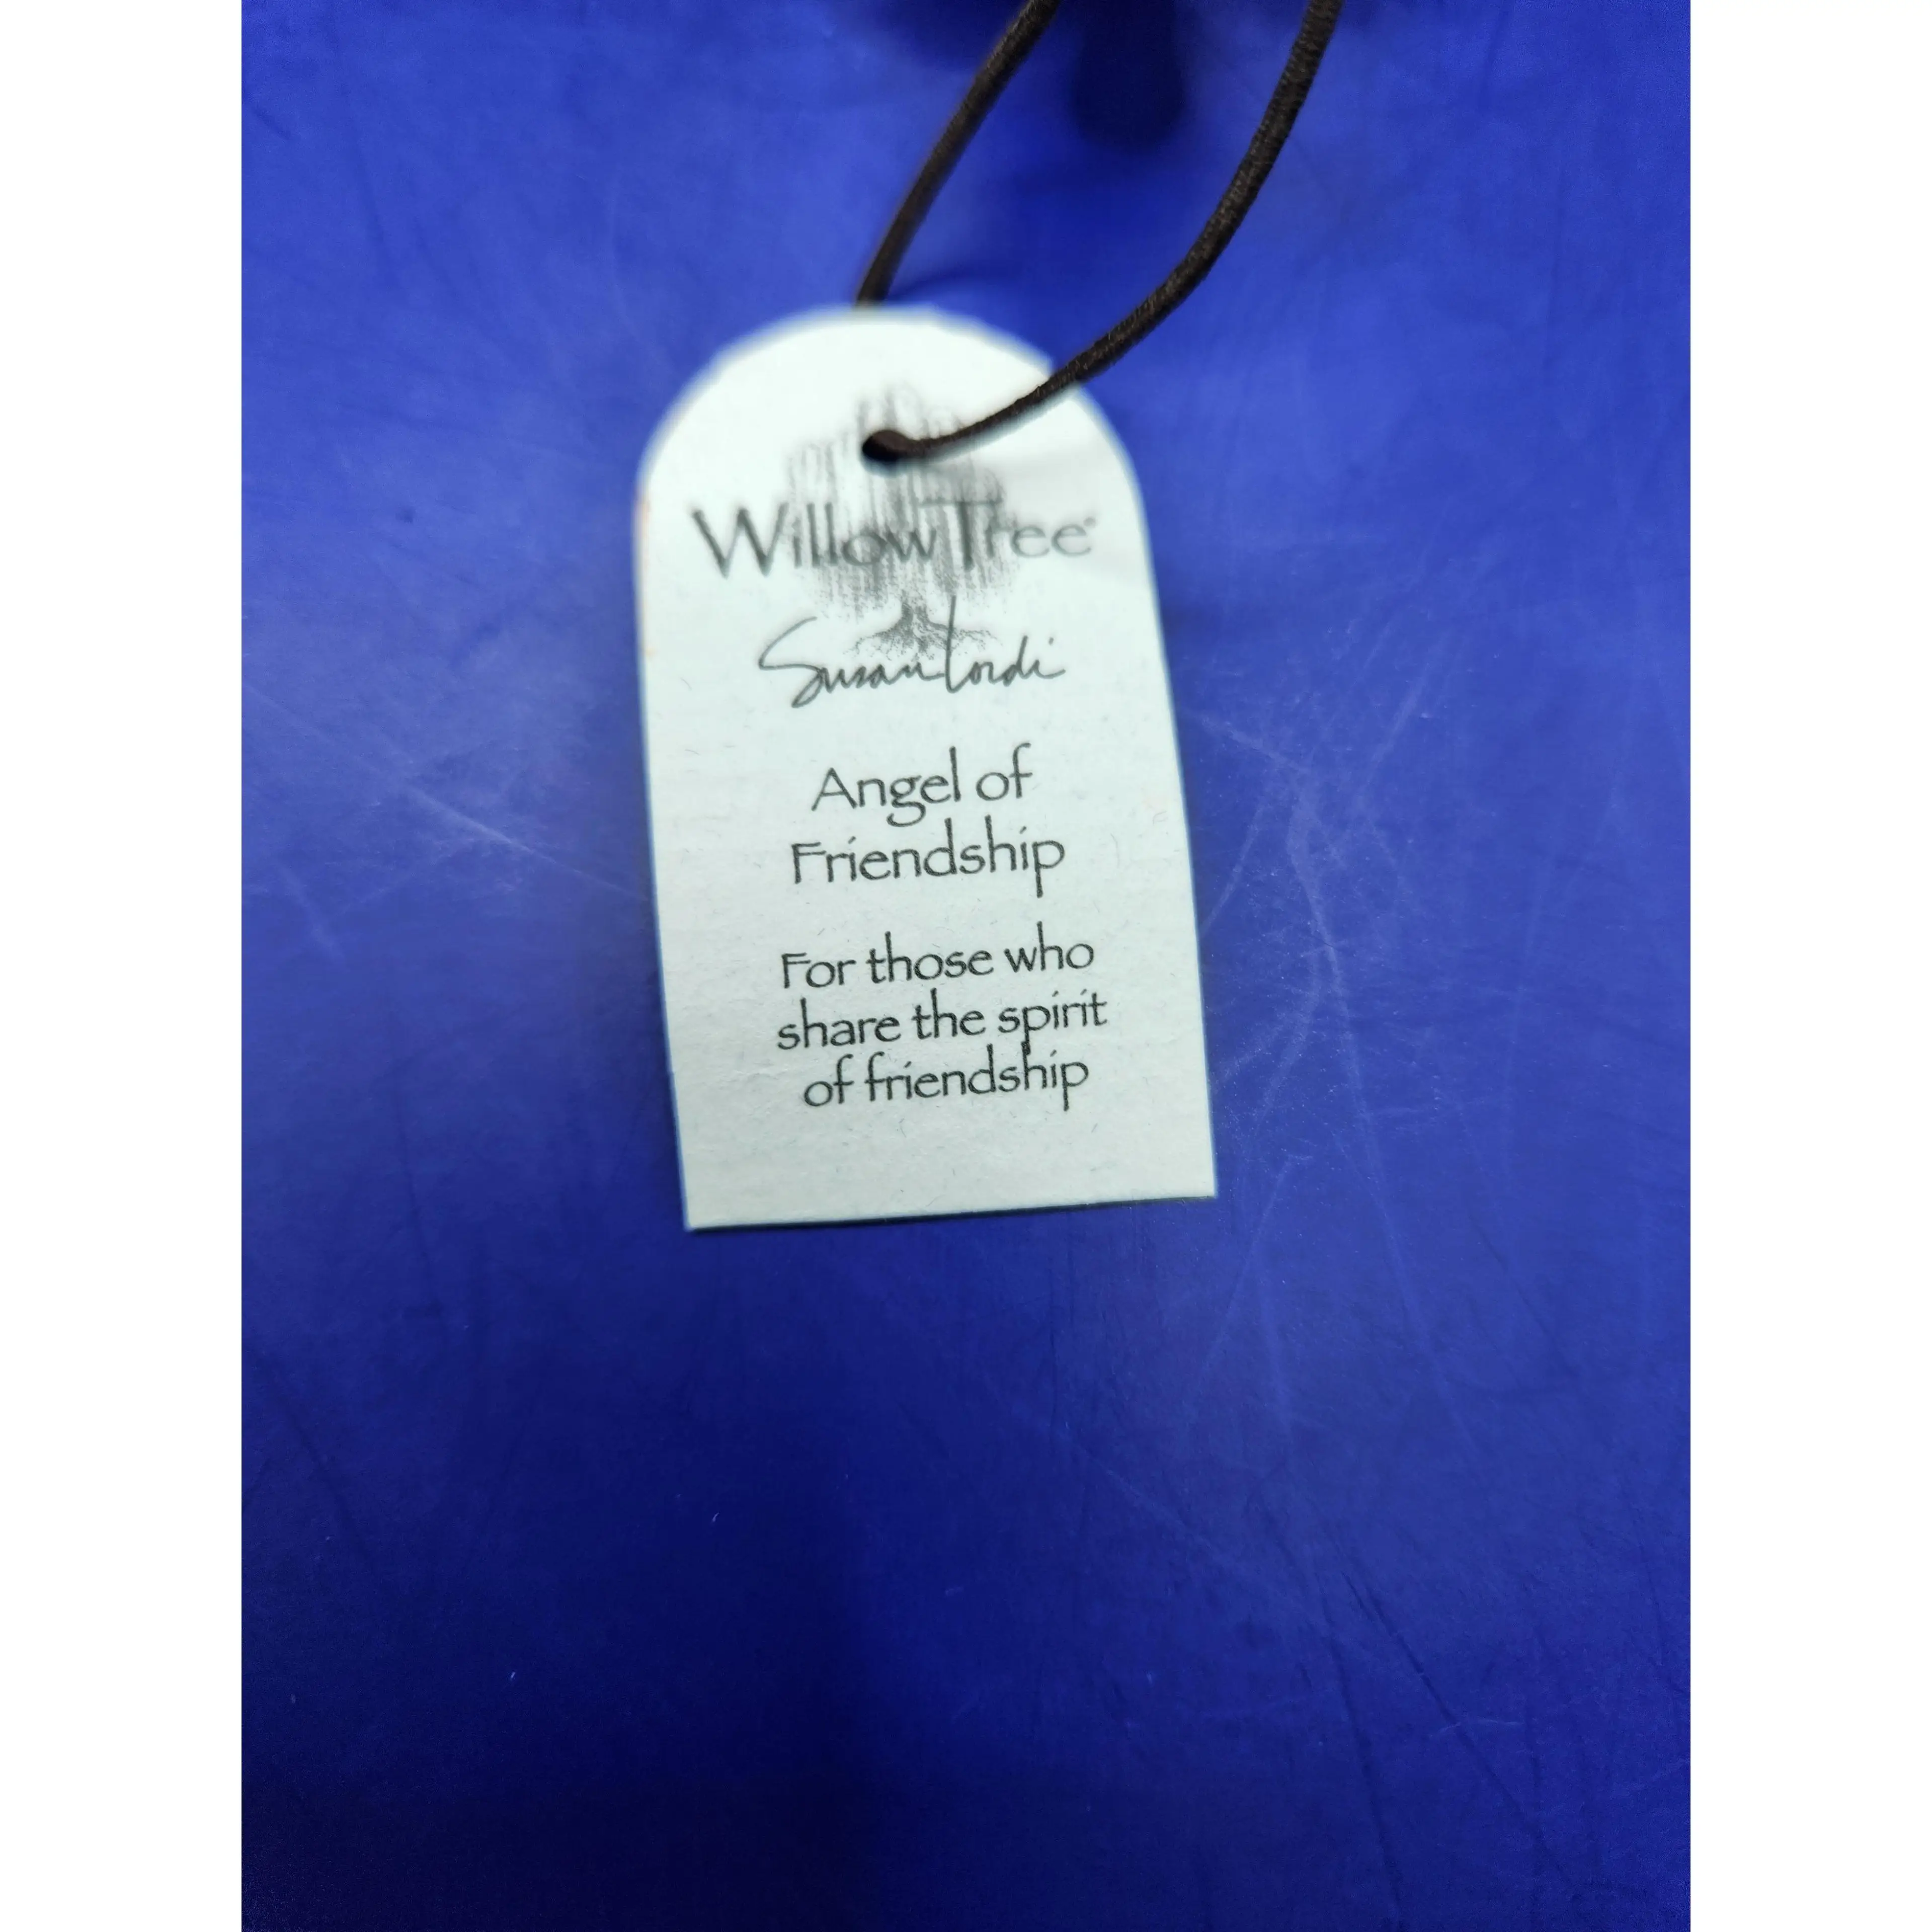 Willow Tree®
Susan Lordi
Angel of
Friendship
For those who
share the spirit
of friendship